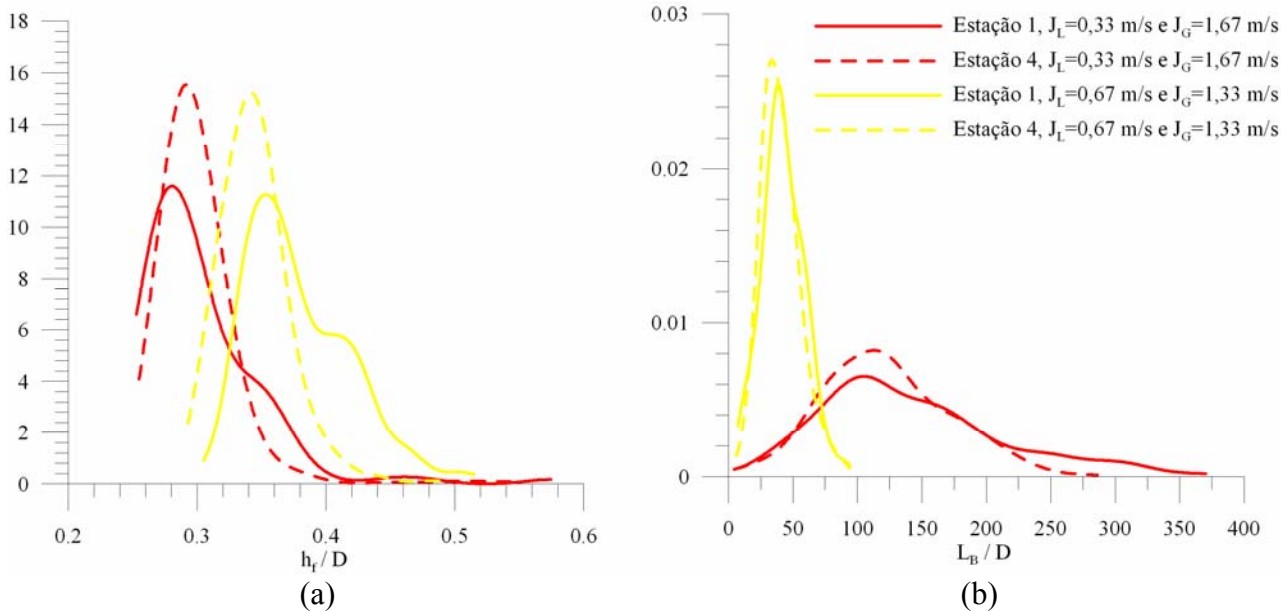 18
16
14
12
10
8
6
4
2
0
0.2 0.3 0.4 0.5 0.6
h_f / D
(a)
0.03
0.02
0.01
0
0 50 100 150 200 250 300 350 400
L_B / D
(b)
Estação 1, J_L=0,33 m/s e J_G=1,67 m/s
Estação 4, J_L=0,33 m/s e J_G=1,67 m/s
Estação 1, J_L=0,67 m/s e J_G=1,33 m/s
Estação 4, J_L=0,67 m/s e J_G=1,33 m/s